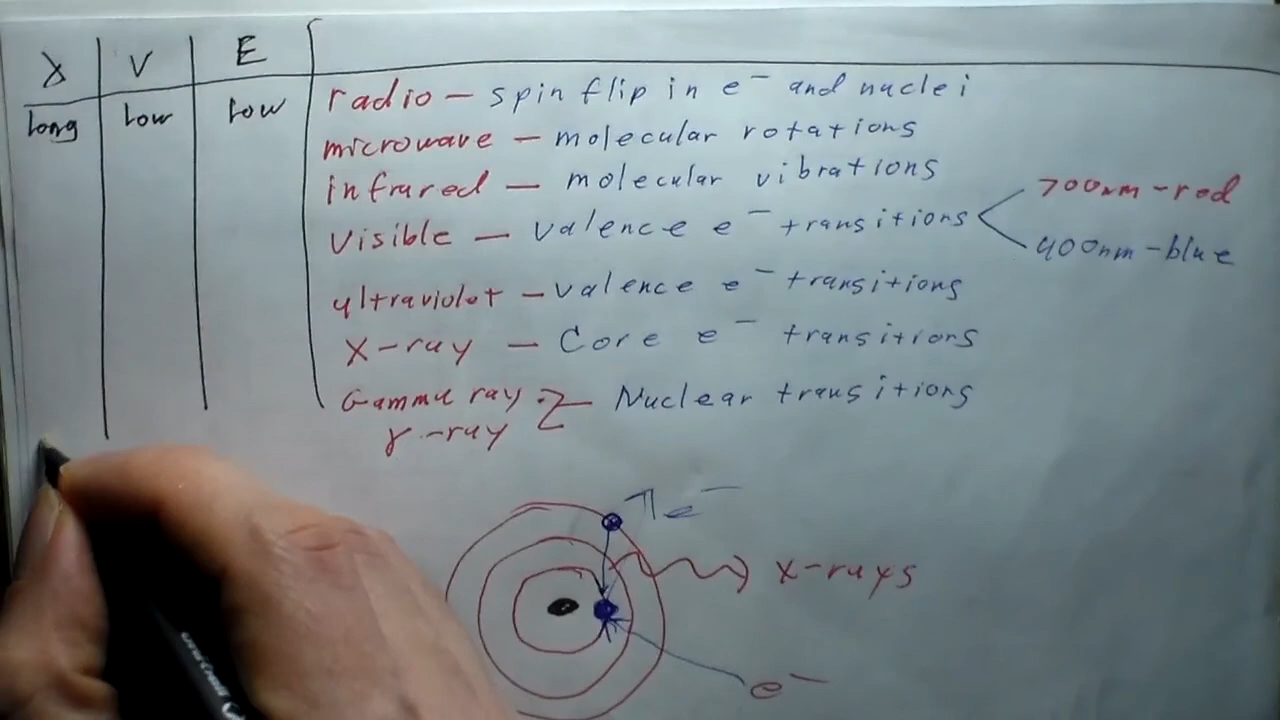 λ V E
long low low
radio — spin flip in e⁻ and nuclei
microwave — molecular rotations
infrared — molecular vibrations
Visible — Valence e⁻ transitions
700nm - red
400nm - blue
ultraviolet — valence e⁻ transitions
X-ray — Core e⁻ transitions
Gamma ray — Nuclear transitions
γ-ray
e⁻
X-rays
e⁻